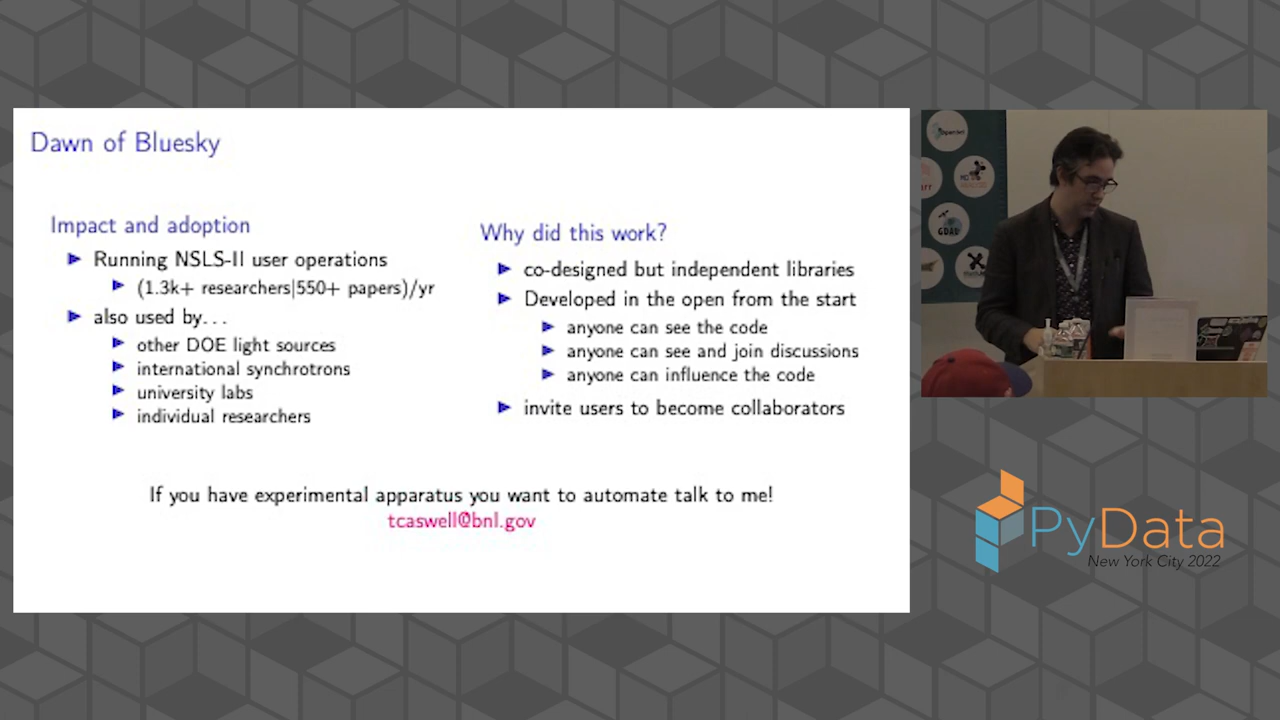 Dawn of Bluesky
Impact and adoption
Running NSLS-II user operations
(1.3k+ researchers|550+ papers)/yr
also used by...
other DOE light sources
international synchrotrons
university labs
individual researchers
Why did this work?
co-designed but independent libraries
Developed in the open from the start
anyone can see the code
anyone can see and join discussions
anyone can influence the code
invite users to become collaborators
If you have experimental apparatus you want to automate talk to me!
tcaswell@bnl.gov
GDAL
PyData
New York City 2022